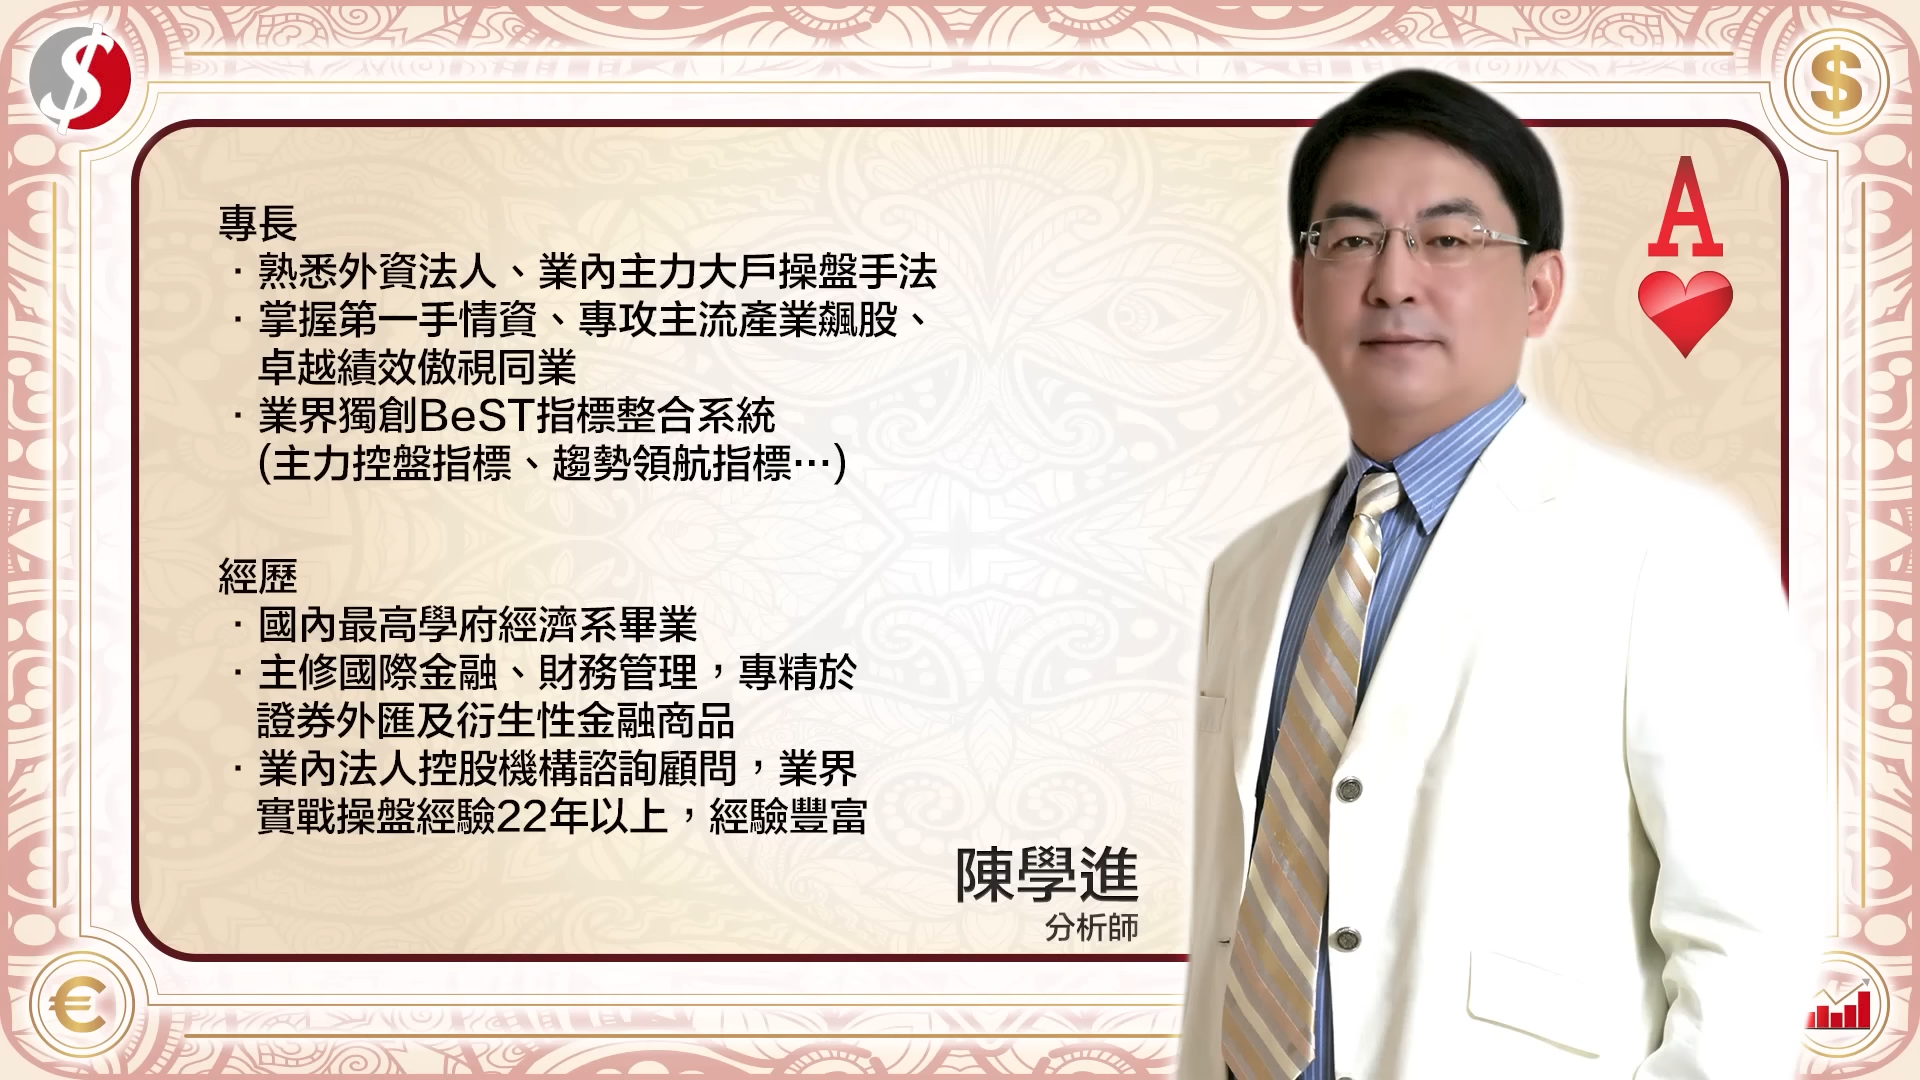 專長
·熟悉外資法人、業內主力大戶操盤手法
·掌握第一手情資、專攻主流產業飆股、
卓越績效傲視同業
·業界獨創BeST指標整合系統
(主力控盤指標、趨勢領航指標…)
經歷
·國內最高學府經濟系畢業
·主修國際金融、財務管理，專精於
證券外匯及衍生性金融商品
·業內法人控股機構諮詢顧問，業界
實戰操盤經驗22年以上，經驗豐富
陳學進
分析師
A
$
$
€